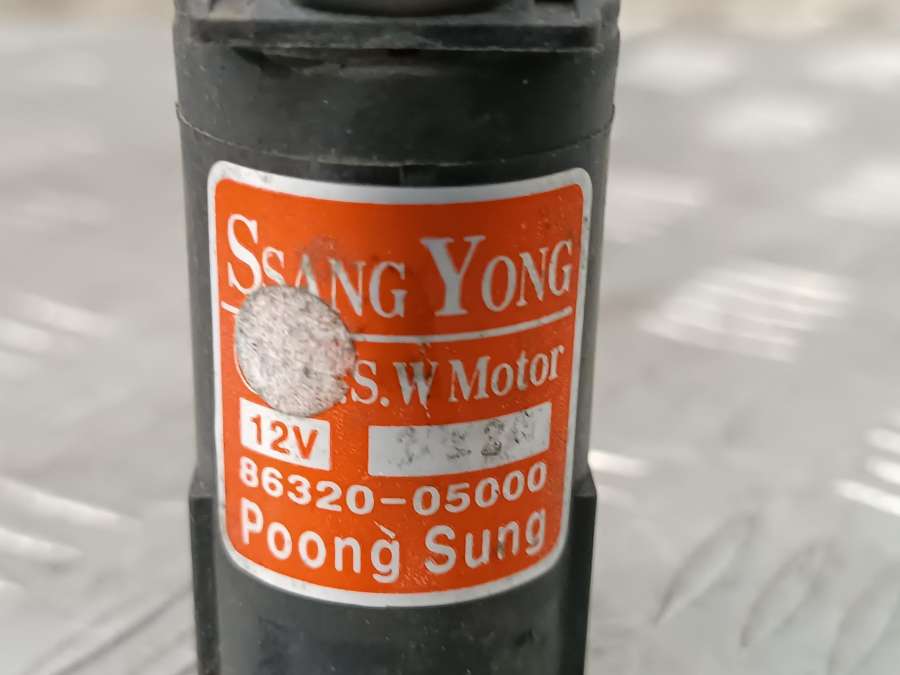 SSANG YONG
.S.W Motor
12V
86320-05000
Poong Sung